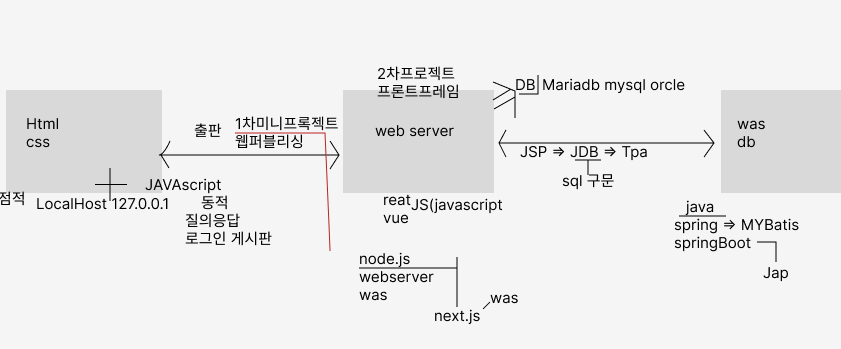 Html
css
점적
LocalHost 127.0.0.1
출판
1차미니프록젝트
웹퍼블리싱
JAVAscript
동적
질의응답
로그인 게시판
2차프로젝트
프론트프레임
web server
DB Mariadb mysql orcle
JSP ⇒ JDB ⇒ Tpa
sql 구문
reat JS(javascript
vue
node.js
webserver
was
next.js
was
was
db
java
spring ⇒ MYBatis
springBoot
Jap